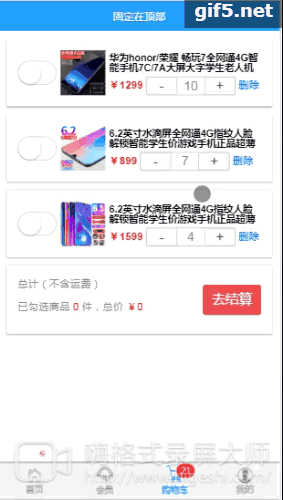 固定在顶部
gif5.net
华为honor/荣耀 畅玩7全网通4G智
能手机7C/7A大屏大字学生老人机
￥1299 - 10 + 删除
6.2
6.2英寸水滴屏全网通4G指纹人脸
解锁智能学生价游戏手机正品超薄
￥899 - 7 + 删除
6.2英寸水滴屏全网通4G指纹人脸
解锁智能学生价游戏手机正品超薄
￥1599 - 4 + 删除
总计（不含运费）
已勾选商品 0 件，总价 ￥0
去结算
嗨格式录屏大师
luping.higeshi.com/
首页
会员
21
购物车
我的